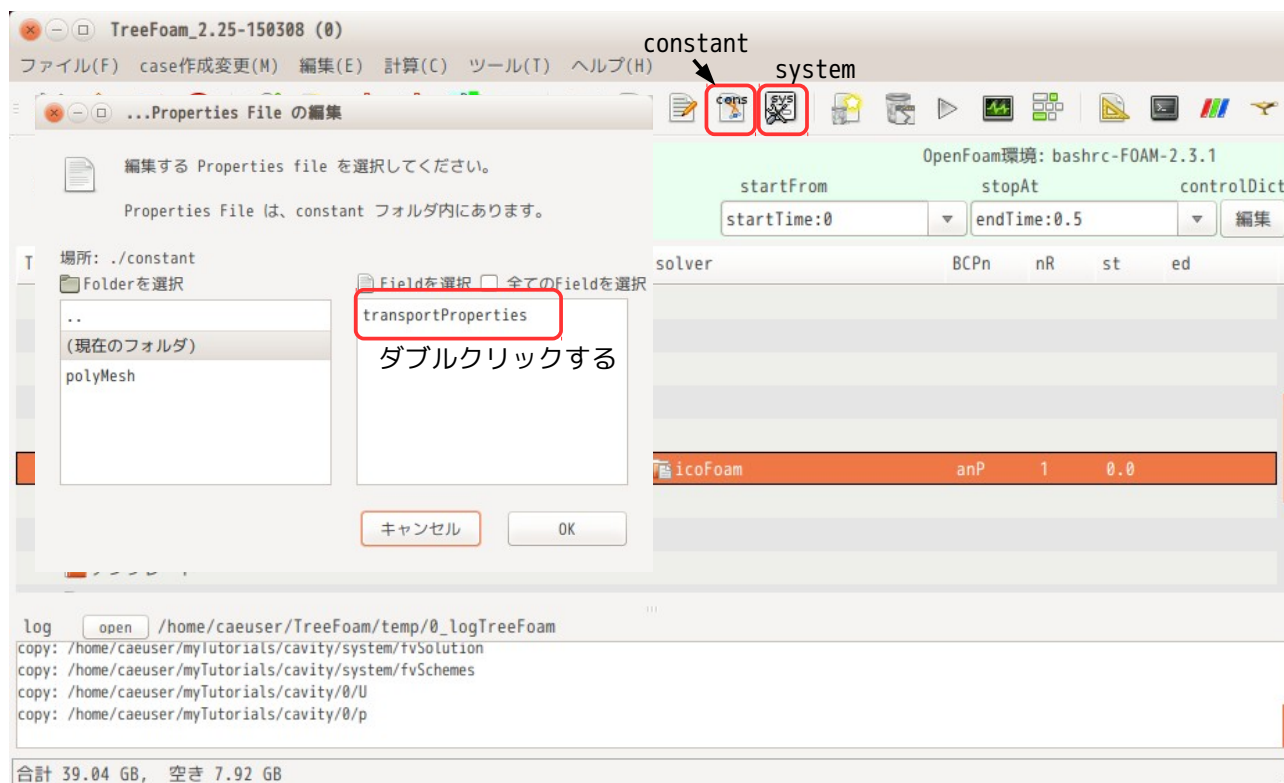 TreeFoam_2.25-150308 (0)
constant
ファイル(F) case作成変更(M) 編集(E) 計算(C) ツール(T) ヘルプ(H)
system
cons
sys
...Properties File の編集
編集する Properties file を選択してください。
OpenFoam環境: bashrc-FOAM-2.3.1
startFrom stopAt controlDict
Properties File は、constant フォルダ内にあります。
startTime:0 endTime:0.5 編集
場所: ./constant
T solver BCPn nR st ed
Folderを選択 Fieldを選択 全てのFieldを選択
.. transportProperties
(現在のフォルダ) ダブルクリックする
polyMesh
icoFoam anP 1 0.0
キャンセル OK
log open /home/caeuser/TreeFoam/temp/0_logTreeFoam
copy: /home/caeuser/myTutorials/cavity/system/fvSolution
copy: /home/caeuser/myTutorials/cavity/system/fvSchemes
copy: /home/caeuser/myTutorials/cavity/0/U
copy: /home/caeuser/myTutorials/cavity/0/p
合計 39.04 GB, 空き 7.92 GB